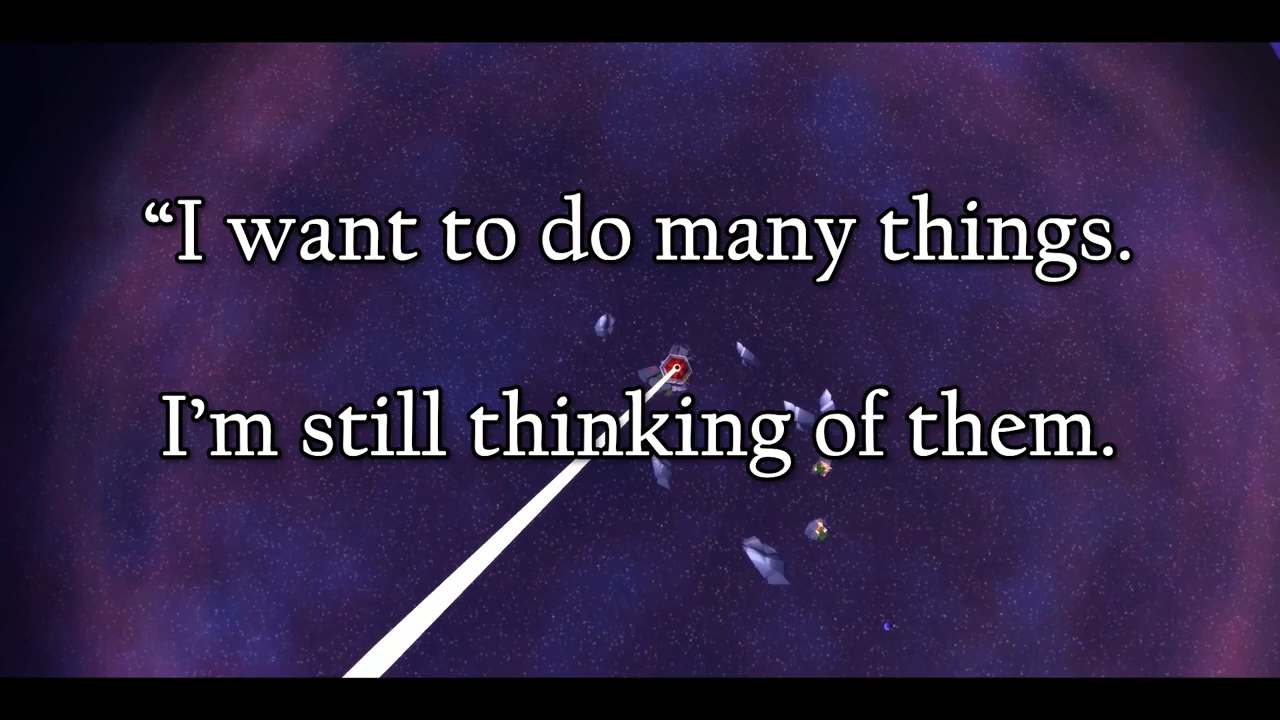 “I want to do many things.
I’m still thinking of them.